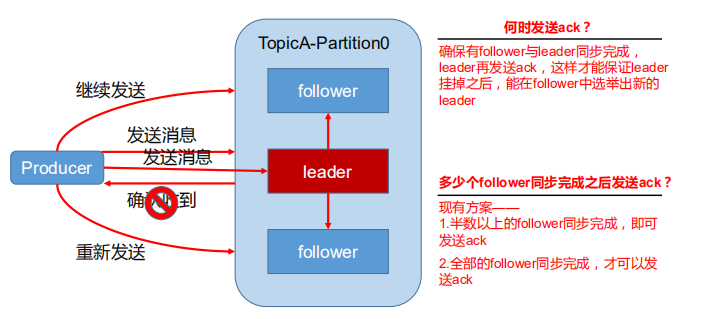 TopicA-Partition0
继续发送
follower
发送消息
发送消息
Producer
leader
确认收到
重新发送
follower
何时发送ack？
确保有follower与leader同步完成，
leader再发送ack，这样才能保证leader
挂掉之后，能在follower中选举出新的
leader
多少个follower同步完成之后发送ack？
现有方案——
1.半数以上的follower同步完成，即可
发送ack
2.全部的follower同步完成，才可以发
送ack